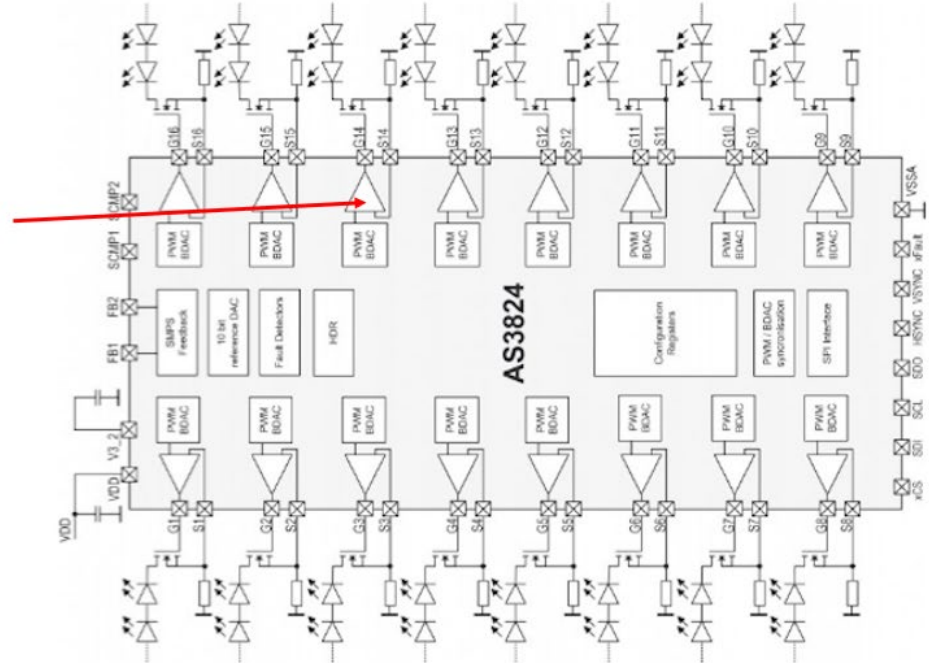 G16
S16
G15
S15
G14
S14
G13
S13
G12
S12
G11
S11
G10
S10
G9
S9
SCMP2
SCMP1
FB2
FB1
V3_2
VDD
VDD
VSSA
xFault
VSYNC
HSYNC
SDO
SCL
SDI
xCS
PWM
BDAC
PWM
BDAC
PWM
BDAC
PWM
BDAC
PWM
BDAC
PWM
BDAC
PWM
BDAC
PWM
BDAC
SMPS
Feedback
10 bit
reference DAC
Fault Detectors
HDR
AS3824
Configuration
Registers
PWM / BDAC
syncronisation
SPI Interface
PWM
BDAC
PWM
BDAC
PWM
BDAC
PWM
BDAC
PWM
BDAC
PWM
BDAC
PWM
BDAC
PWM
BDAC
G1
S1
G2
S2
G3
S3
G4
S4
G5
S5
G6
S6
G7
S7
G8
S8